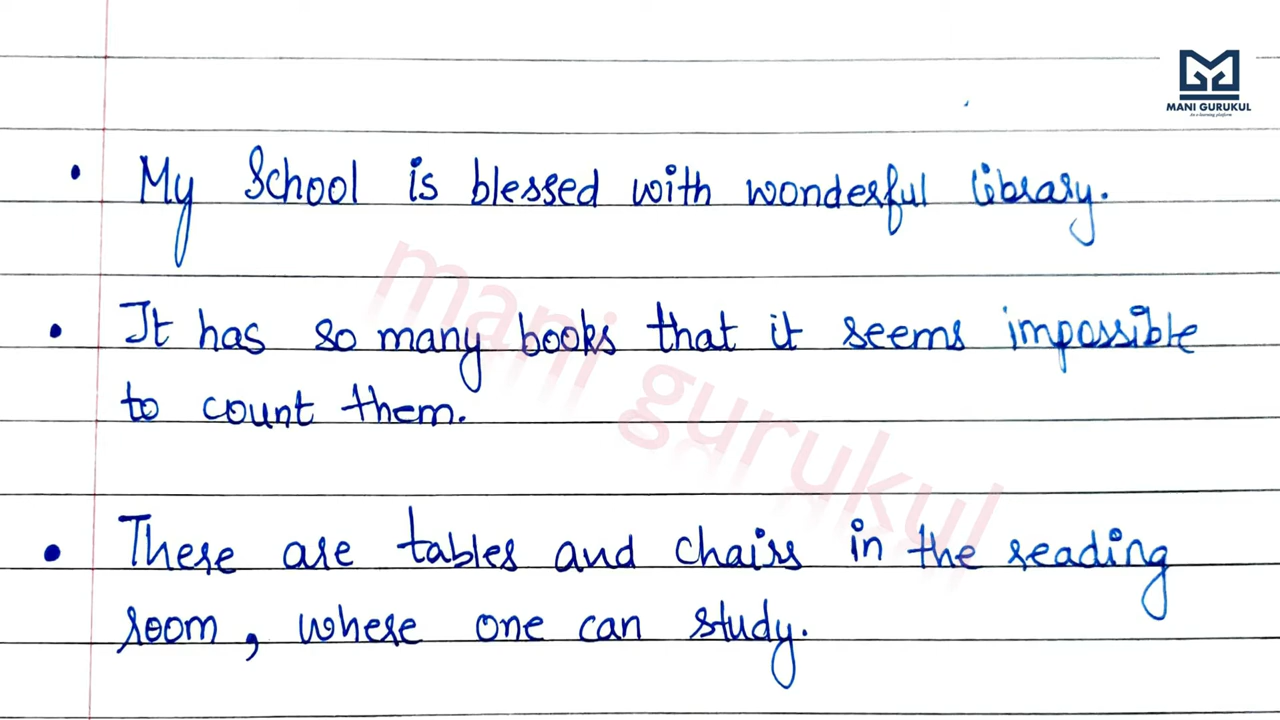 MANI GURUKUL
• My School is blessed with wonderful library.
• It has so many books that it seems impossible
to count them.
mani gurukul
• There are tables and chairs in the reading
room, where one can study.